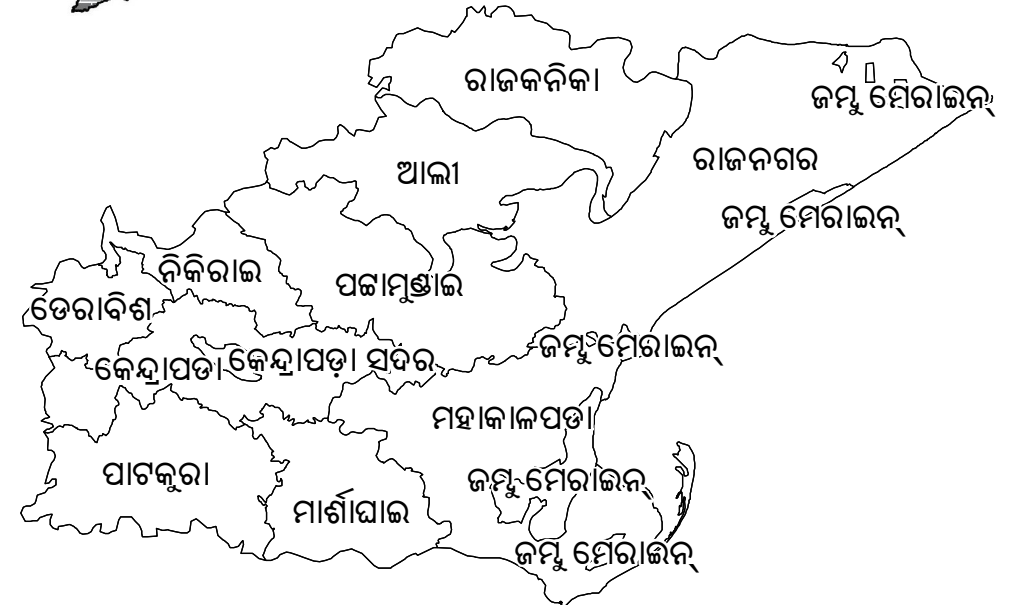 ରାଜକନିକା
ଜମ୍ବୁ ମେରାଇନ୍
ରାଜନଗର
ଆଳୀ
ଜମ୍ବୁ ମେରାଇନ୍
ନିକିରାଇ
ପଟ୍ଟାମୁଣ୍ଡାଇ
ଡେରାବିଶ
ଜମ୍ବୁ ମେରାଇନ୍
କେନ୍ଦ୍ରାପଡା
କେନ୍ଦ୍ରାପଡ଼ା ସଦର
ମହାକାଳପଡା
ପାଟକୁରା
ଜମ୍ବୁ ମେରାଇନ୍
ମାର୍ଶାଘାଇ
ଜମ୍ବୁ ମେରାଇନ୍